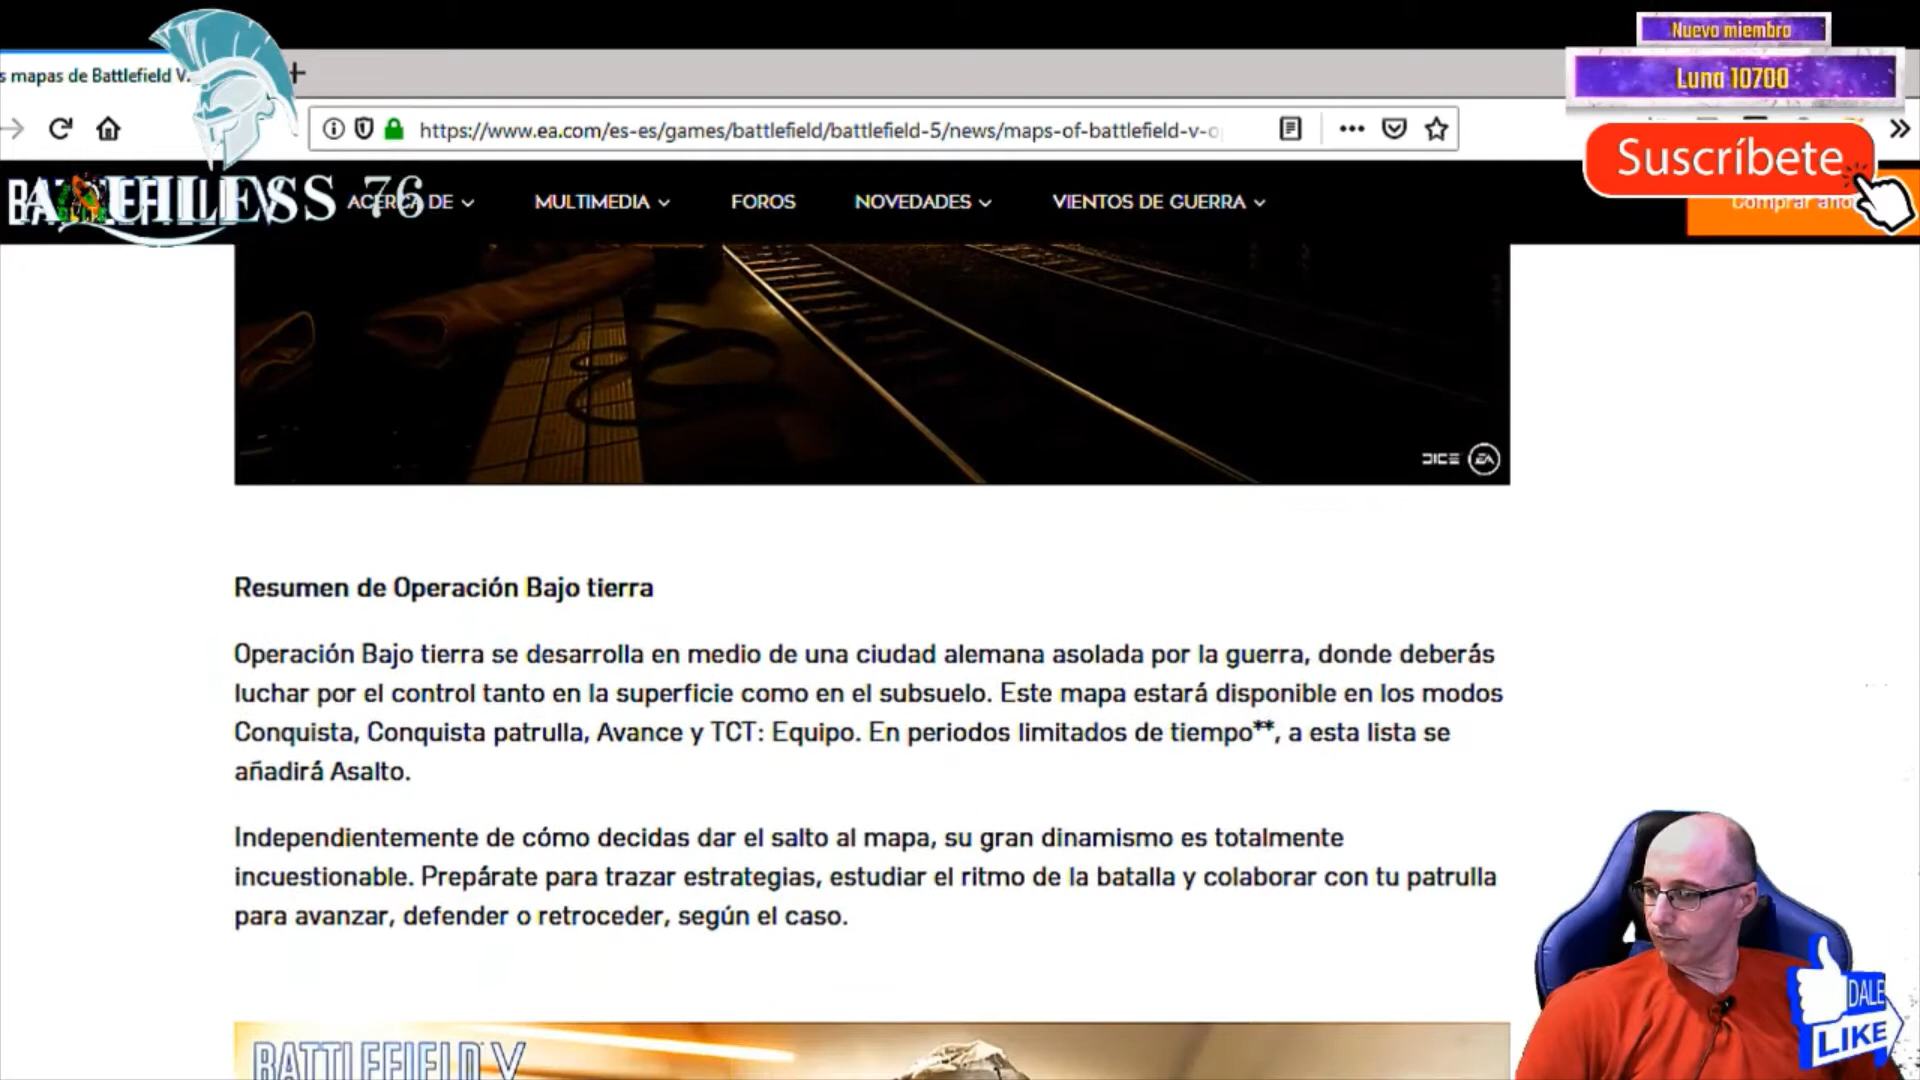 Nuevo miembro
Luna 10700
s mapas de Battlefield V.
https://www.ea.com/es-es/games/battlefield/battlefield-5/news/maps-of-battlefield-v-o
Suscríbete
76
ACERCA DE
MULTIMEDIA
FOROS
NOVEDADES
VIENTOS DE GUERRA
Comprar aho
DICE EA
Resumen de Operación Bajo tierra
Operación Bajo tierra se desarrolla en medio de una ciudad alemana asolada por la guerra, donde deberás
luchar por el control tanto en la superficie como en el subsuelo. Este mapa estará disponible en los modos
Conquista, Conquista patrulla, Avance y TCT: Equipo. En periodos limitados de tiempo**, a esta lista se
añadirá Asalto.
Independientemente de cómo decidas dar el salto al mapa, su gran dinamismo es totalmente
incuestionable. Prepárate para trazar estrategias, estudiar el ritmo de la batalla y colaborar con tu patrulla
para avanzar, defender o retroceder, según el caso.
DALE
LIKE
BATTLEFIELD V